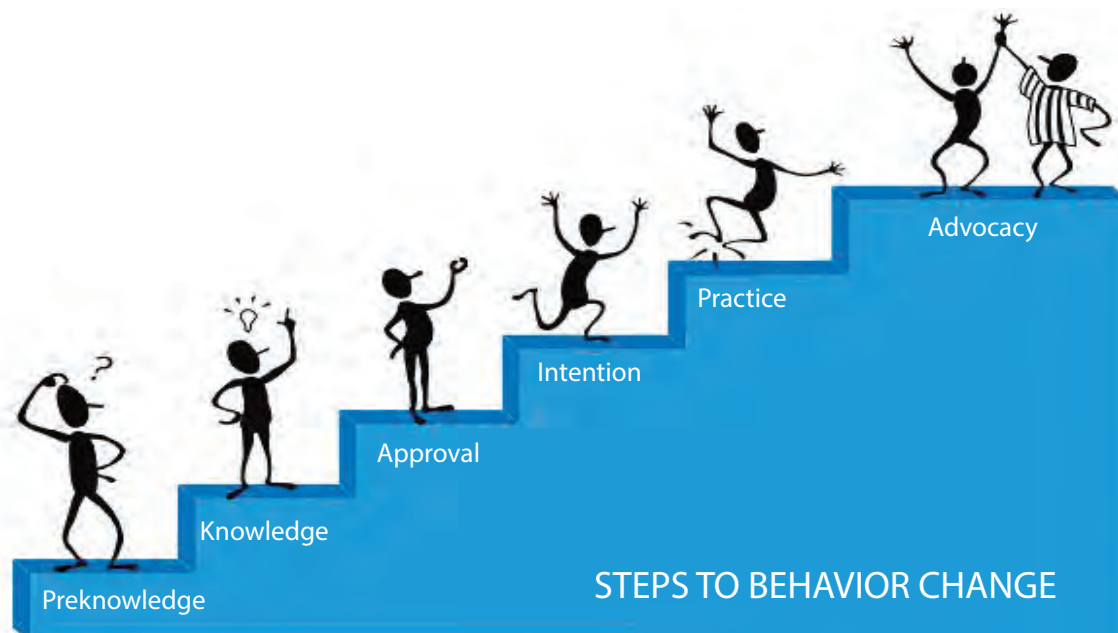 Preknowledge
Knowledge
Approval
Intention
Practice
Advocacy
STEPS TO BEHAVIOR CHANGE
?